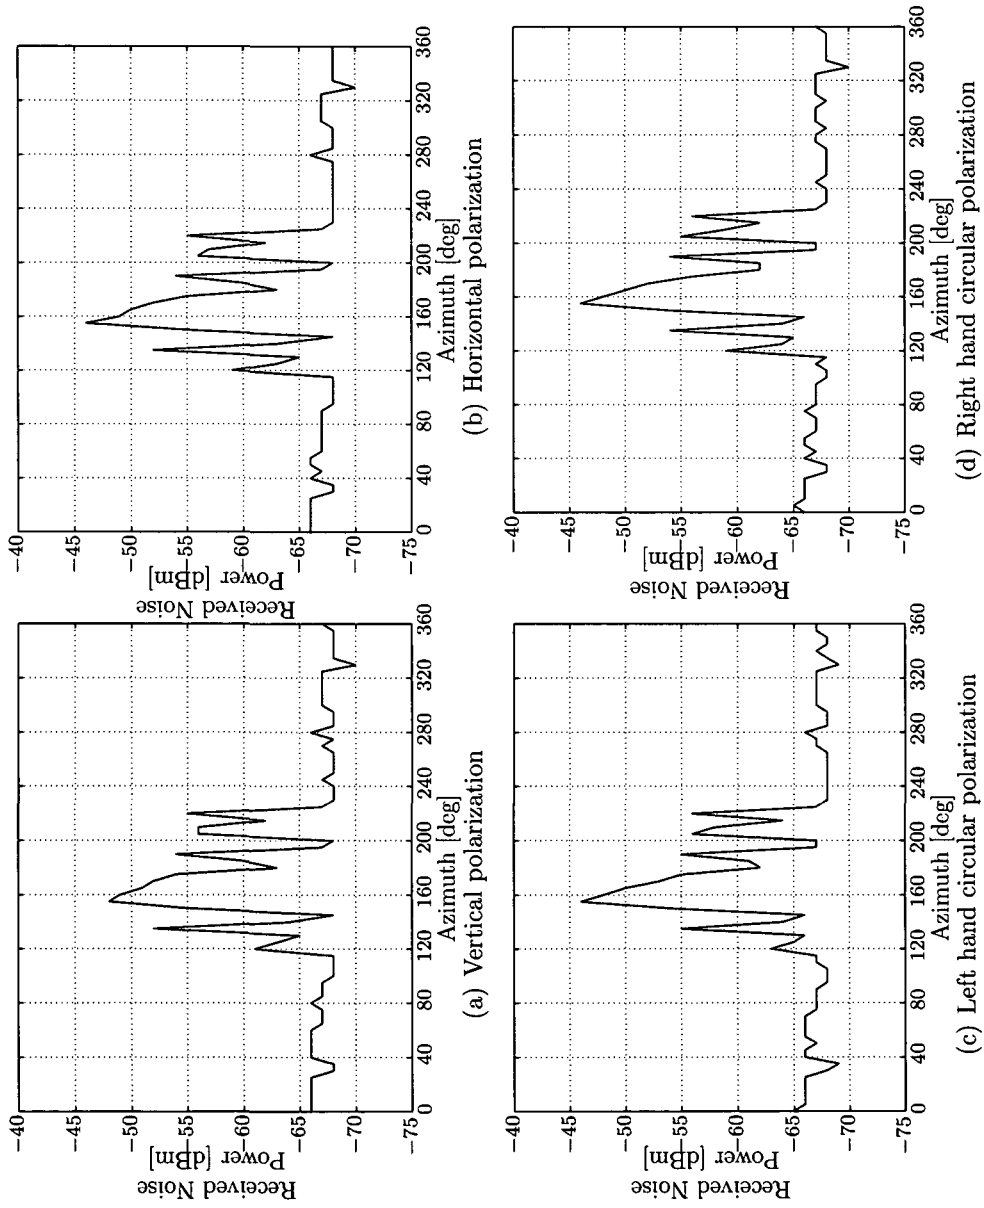 Received Noise
Power [dBm]
-40
-45
-50
-55
-60
-65
-70
-75
0 40 80 120 160 200 240 280 320 360
Azimuth [deg]
(a) Vertical polarization
Received Noise
Power [dBm]
-40
-45
-50
-55
-60
-65
-70
-75
0 40 80 120 160 200 240 280 320 360
Azimuth [deg]
(b) Horizontal polarization
Received Noise
Power [dBm]
-40
-45
-50
-55
-60
-65
-70
-75
0 40 80 120 160 200 240 280 320 360
Azimuth [deg]
(c) Left hand circular polarization
Received Noise
Power [dBm]
-40
-45
-50
-55
-60
-65
-70
-75
0 40 80 120 160 200 240 280 320 360
Azimuth [deg]
(d) Right hand circular polarization